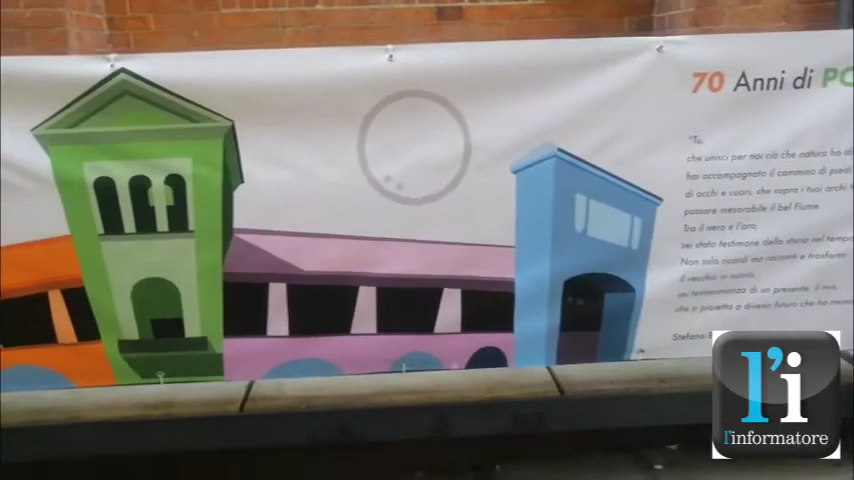 70 Anni di PO
"Tu,
che unisci per noi ciò che natura ha
hai accompagnato il cammino di piedi
di occhi e cuori, che sopra i tuoi archi
passare inesorabile il bel Fiume.
Tra il nero e l'oro,
sei stato testimone della storia nel tempo
Non solo ricordi ma racconti e trasformi
il vecchio in nuovo,
sei testimonianza di un presente, il mio,
che si proietta a divenir futuro che ha
Stefano
l'i
l'informatore